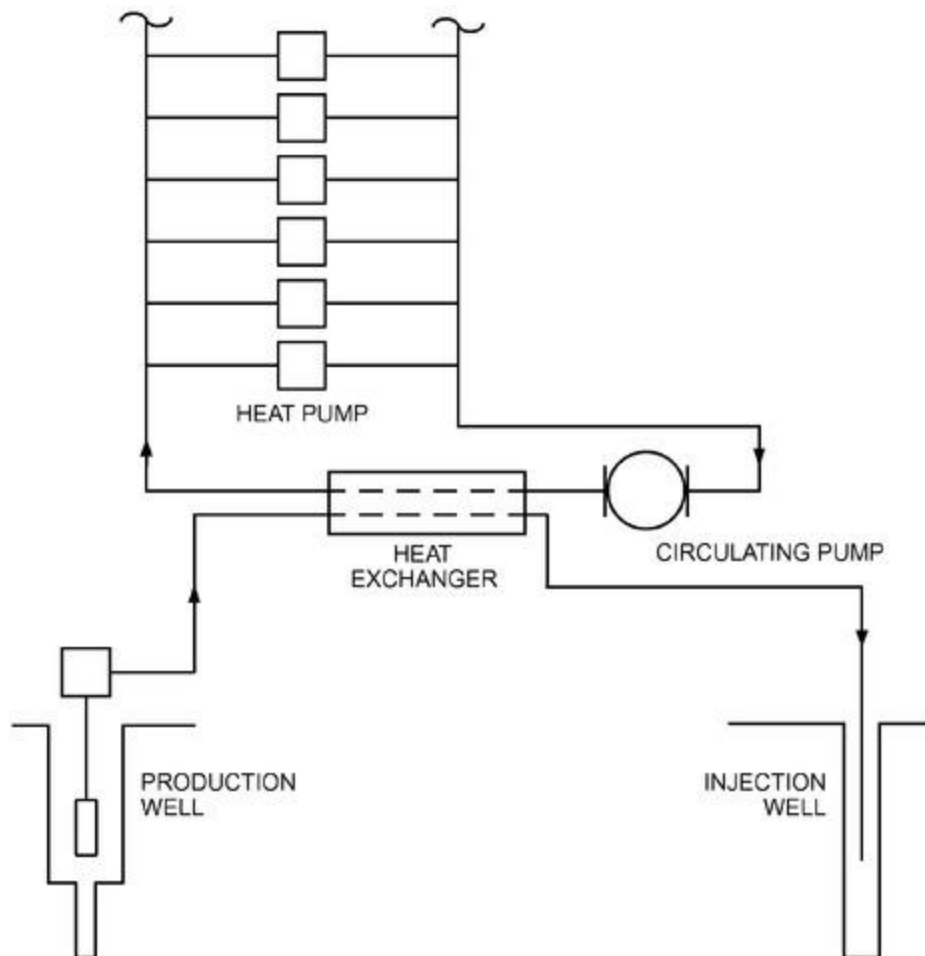 HEAT PUMP
HEAT
EXCHANGER
CIRCULATING PUMP
PRODUCTION
WELL
INJECTION
WELL